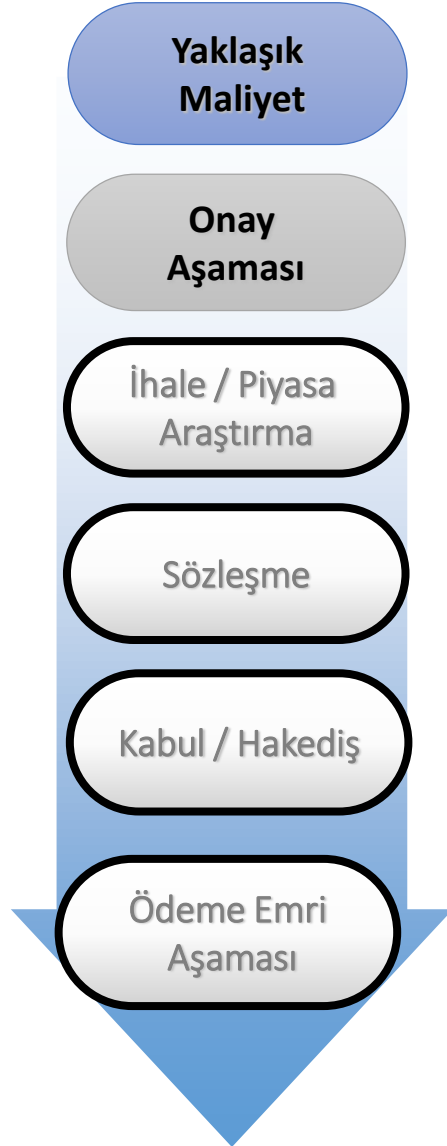 Yaklaşık
Maliyet
Onay
Aşaması
İhale / Piyasa
Araştırma
Sözleşme
Kabul / Hakediş
Ödeme Emri
Aşaması